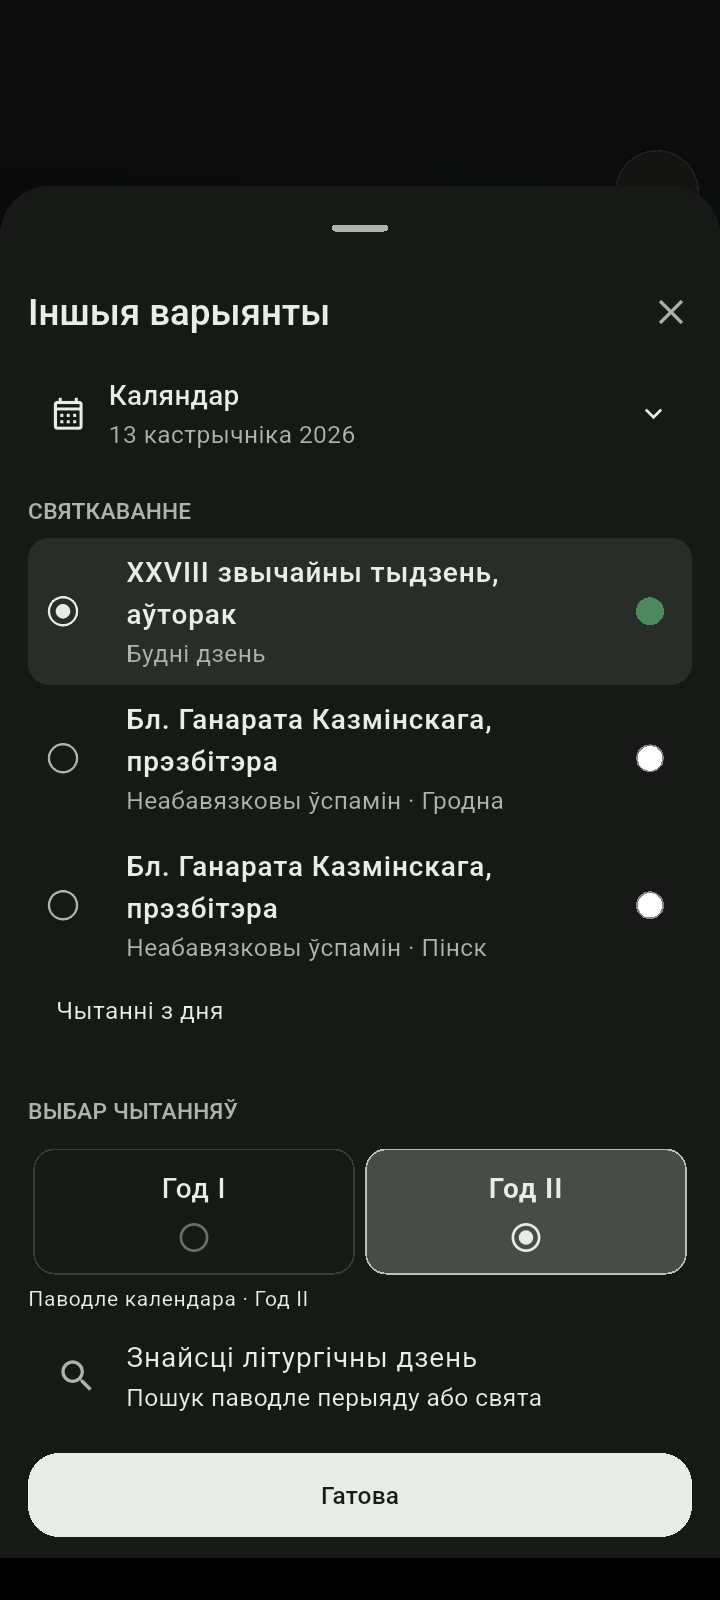 Іншыя варыянты
Каляндар
13 кастрычніка 2026
СВЯТКАВАННЕ
XXVIII звычайны тыдзень,
аўторак
Будні дзень
Бл. Ганарата Казмінскага,
прэзбітэра
Неабавязковы ўспамін · Гродна
Бл. Ганарата Казмінскага,
прэзбітэра
Неабавязковы ўспамін · Пінск
Чытанні з дня
ВЫБАР ЧЫТАННЯЎ
Год I
Год II
Паводле календара · Год II
Знайсці літургічны дзень
Пошук паводле перыяду або свята
Гатова